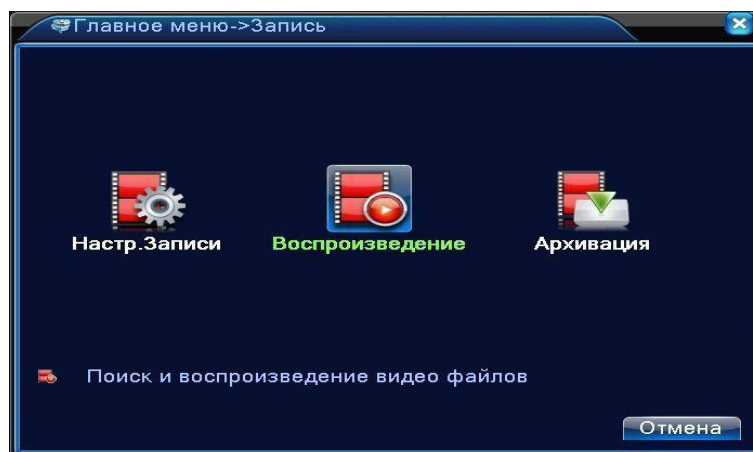 Главное меню->Запись
Настр.Записи Воспроизведение Архивация
Поиск и воспроизведение видео файлов
Отмена